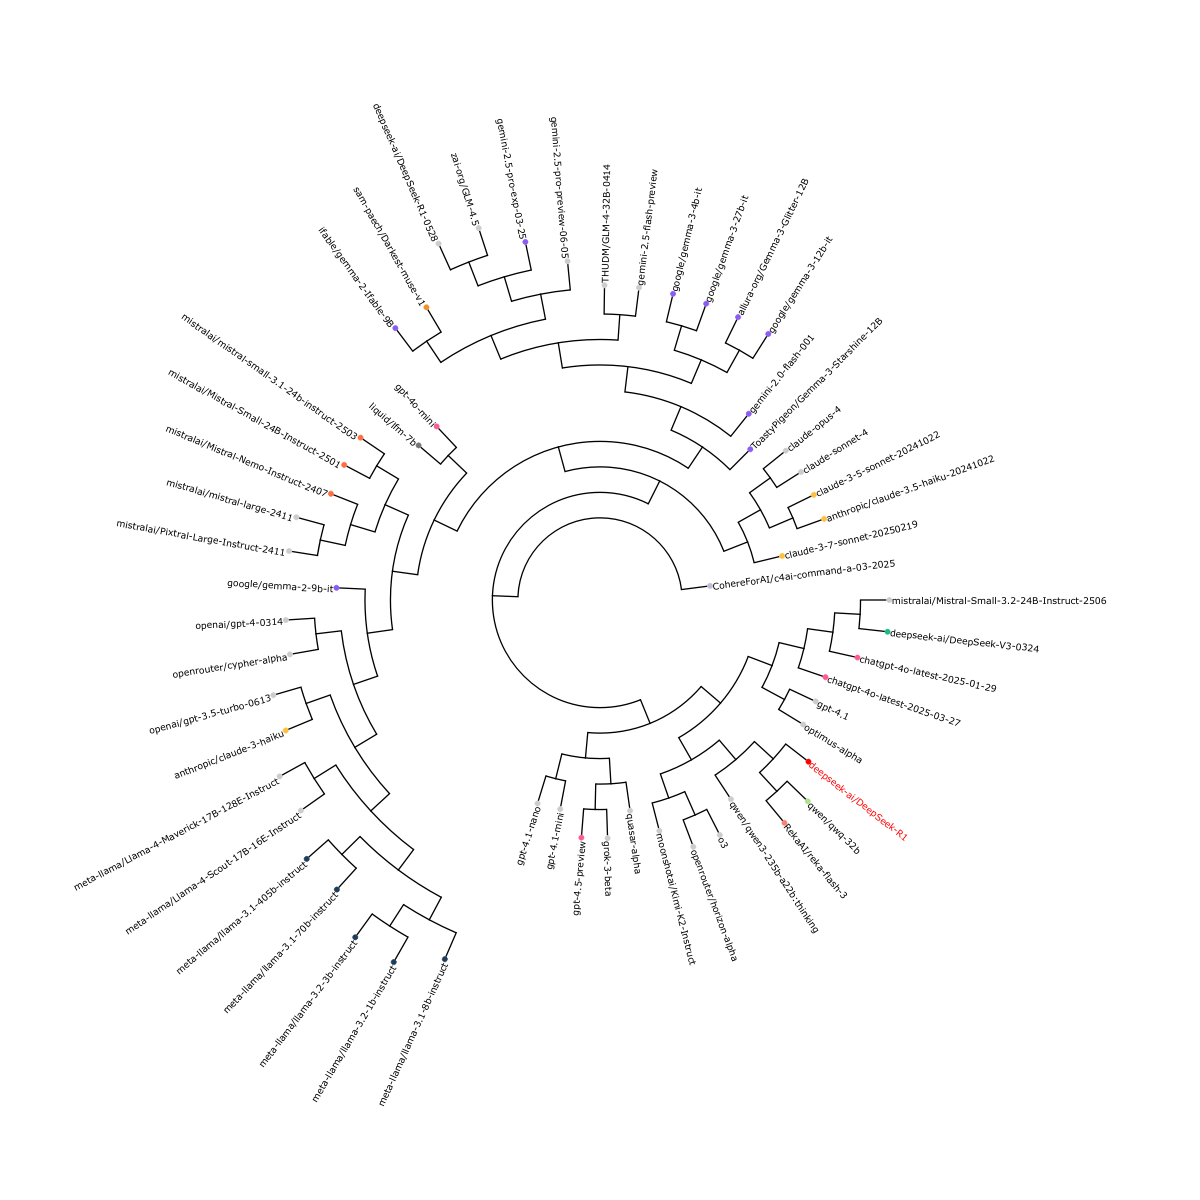 deepseek-ai/DeepSeek-R1-0528
zai-org/GLM-4.5
gemini-2.5-pro-exp-03-25
gemini-2.5-pro-preview-06-05
THUDM/GLM-4-32B-0414
gemini-2.5-flash-preview
google/gemma-3-4b-it
google/gemma-3-27b-it
allura-org/Gemma-3-Glitter-12B
google/gemma-3-12b-it
gemini-2.0-flash-001
ToastyPigeon/Gemma-3-Starshine-12B
claude-opus-4
claude-sonnet-4
claude-3-5-sonnet-20241022
anthropic/claude-3.5-haiku-20241022
claude-3-7-sonnet-20250219
CohereForAI/c4ai-command-a-03-2025
mistralai/Mistral-Small-3.2-24B-Instruct-2506
deepseek-ai/DeepSeek-V3-0324
chatgpt-4o-latest-2025-01-29
chatgpt-4o-latest-2025-03-27
gpt-4.1
optimus-alpha
deepseek-ai/DeepSeek-R1
qwen/qwq-32b
RekaAI/reka-flash-3
qwen/qwen3-235b-a22b:thinking
o3
openrouter/horizon-alpha
moonshotai/Kimi-K2-Instruct
quasar-alpha
grok-3-beta
gpt-4.5-preview
gpt-4.1-mini
gpt-4.1-nano
meta-llama/llama-3.1-8b-instruct
meta-llama/llama-3.2-1b-instruct
meta-llama/llama-3.2-3b-instruct
meta-llama/llama-3.1-70b-instruct
meta-llama/llama-3.1-405b-instruct
meta-llama/Llama-4-Scout-17B-16E-Instruct
meta-llama/Llama-4-Maverick-17B-128E-Instruct
anthropic/claude-3-haiku
openai/gpt-3.5-turbo-0613
openrouter/cypher-alpha
openai/gpt-4-0314
google/gemma-2-9b-it
mistralai/Pixtral-Large-Instruct-2411
mistralai/mistral-large-2411
mistralai/Mistral-Nemo-Instruct-2407
mistralai/Mistral-Small-24B-Instruct-2501
mistralai/mistral-small-3.1-24b-instruct-2503
liquid/lfm-7b
gpt-4o-mini
ifable/gemma-2-Ifable-9B
sam-paech/Darkest-muse-v1